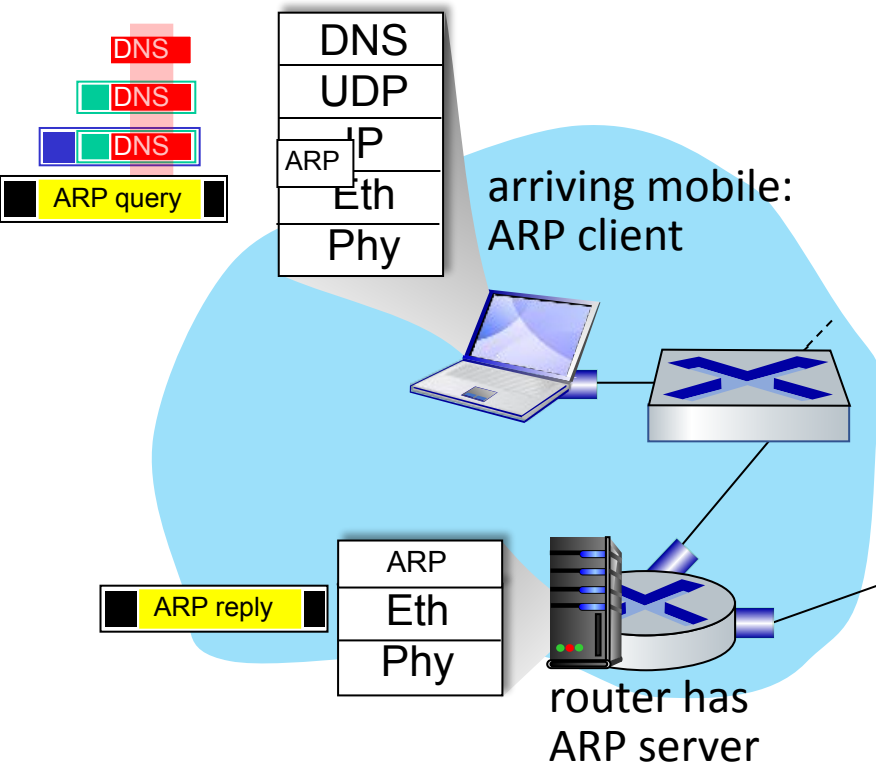 DNS
DNS
DNS
ARP query
DNS
UDP
IP
ARP
Eth
Phy
arriving mobile:
ARP client
ARP reply
ARP
Eth
Phy
router has
ARP server